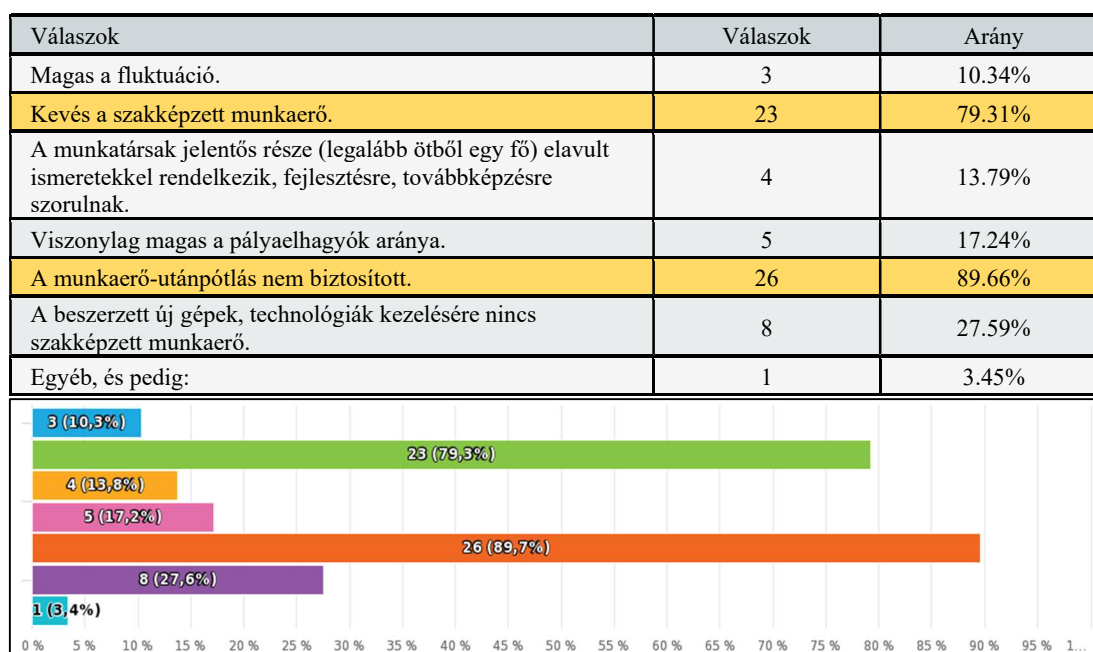 Válaszok Válaszok Arány
Magas a fluktuáció. 3 10.34%
Kevés a szakképzett munkaerő. 23 79.31%
A munkatársak jelentős része (legalább ötből egy fő) elavult
ismeretekkel rendelkezik, fejlesztésre, továbbképzésre
szorulnak.
4 13.79%
Viszonylag magas a pályaelhagyók aránya. 5 17.24%
A munkaerő-utánpótlás nem biztosított. 26 89.66%
A beszerzett új gépek, technológiák kezelésére nincs
szakképzett munkaerő.
8 27.59%
Egyéb, és pedig: 1 3.45%
3 (10,3%)
23 (79,3%)
4 (13,8%)
5 (17,2%)
26 (89,7%)
8 (27,6%)
1 (3,4%)
0 % 5 % 10 % 15 % 20 % 25 % 30 % 35 % 40 % 45 % 50 % 55 % 60 % 65 % 70 % 75 % 80 % 85 % 90 % 95 % 1...